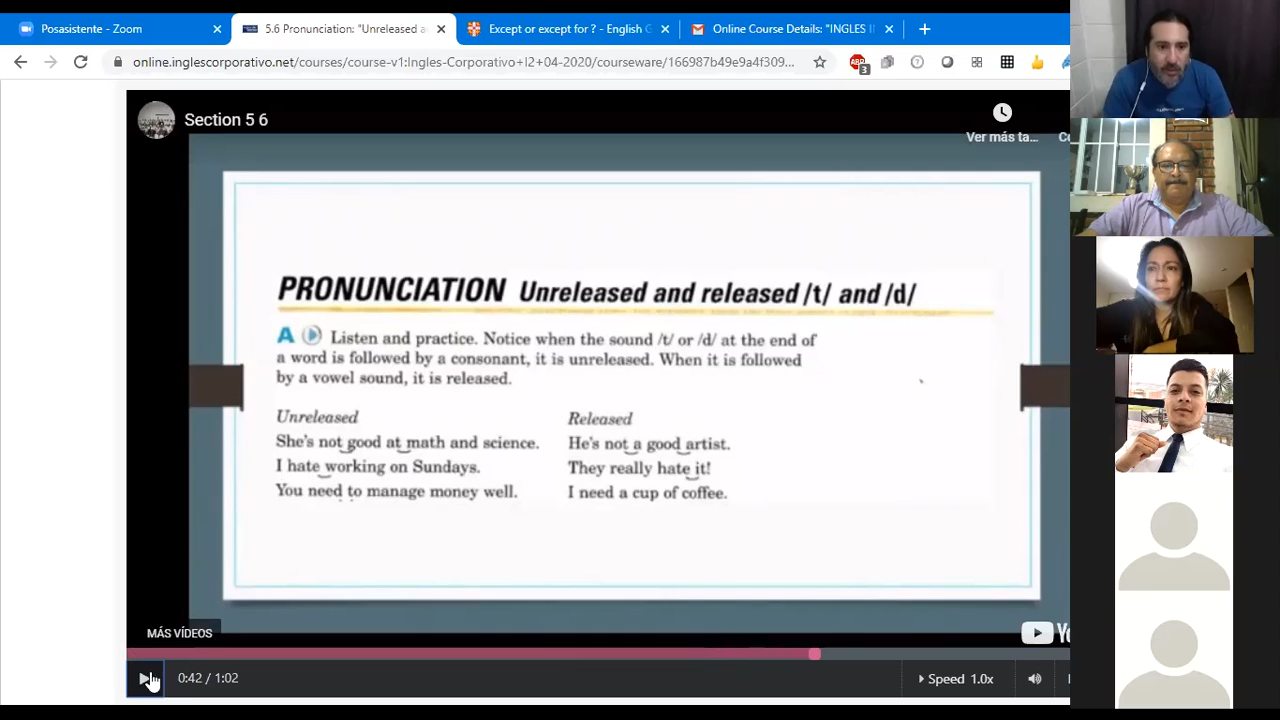 Posasistente - Zoom
5.6 Pronunciation: "Unreleased a
Except or except for ? - English G
Online Course Details: "INGLES II
online.inglescorporativo.net/courses/course-v1:Ingles-Corporativo+I2+04-2020/courseware/166987b49e9a4f309...
ABP
3
Section 5 6
Ver más ta...
PRONUNCIATION Unreleased and released /t/ and /d/
A Listen and practice. Notice when the sound /t/ or /d/ at the end of
a word is followed by a consonant, it is unreleased. When it is followed
by a vowel sound, it is released.
Unreleased
She's not good at math and science.
I hate working on Sundays.
You need to manage money well.
Released
He's not a good artist.
They really hate it!
I need a cup of coffee.
MÁS VÍDEOS
0:42 / 1:02
Speed 1.0x